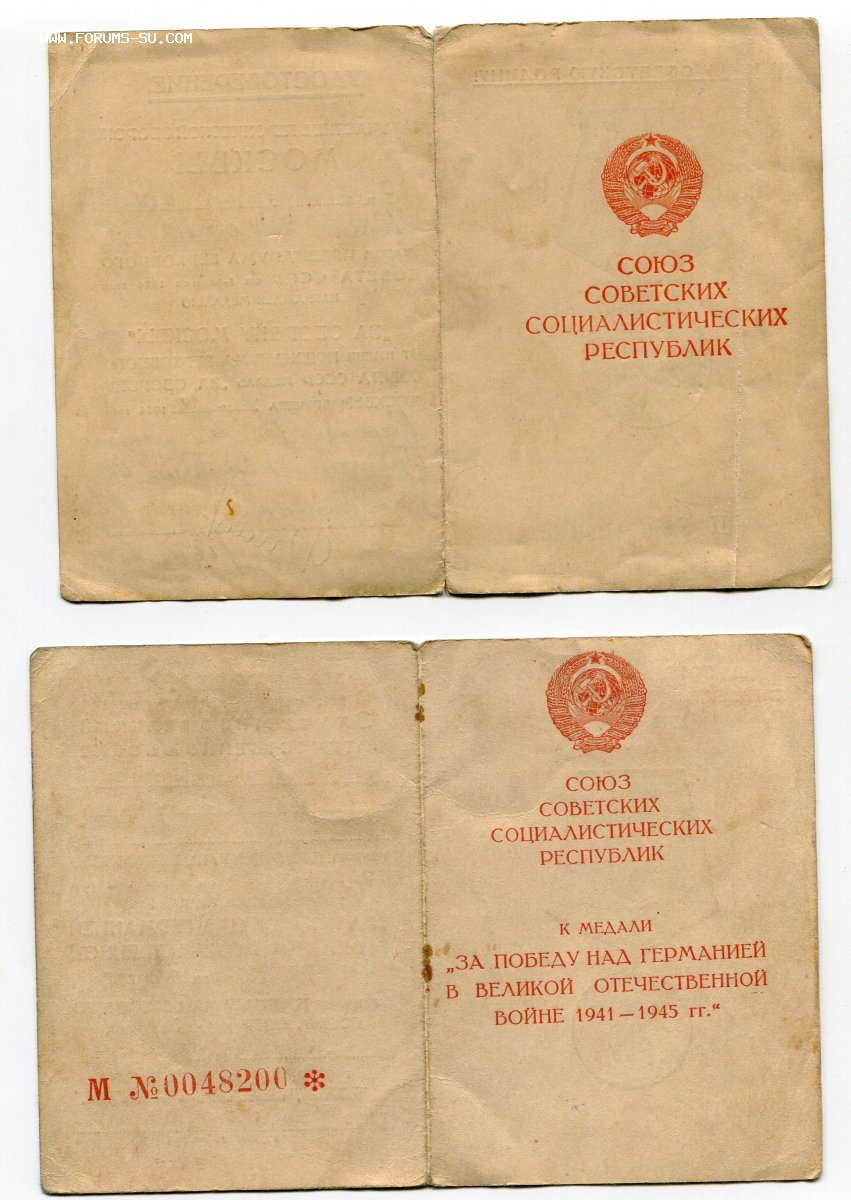 WWW.FORUMS-SU.COM
СОЮЗ
СОВЕТСКИХ
СОЦИАЛИСТИЧЕСКИХ
РЕСПУБЛИК
СОЮЗ
СОВЕТСКИХ
СОЦИАЛИСТИЧЕСКИХ
РЕСПУБЛИК
К МЕДАЛИ
„ЗА ПОБЕДУ НАД ГЕРМАНИЕЙ
В ВЕЛИКОЙ ОТЕЧЕСТВЕННОЙ
ВОЙНЕ 1941 — 1945 гг.“
М №0048200 *